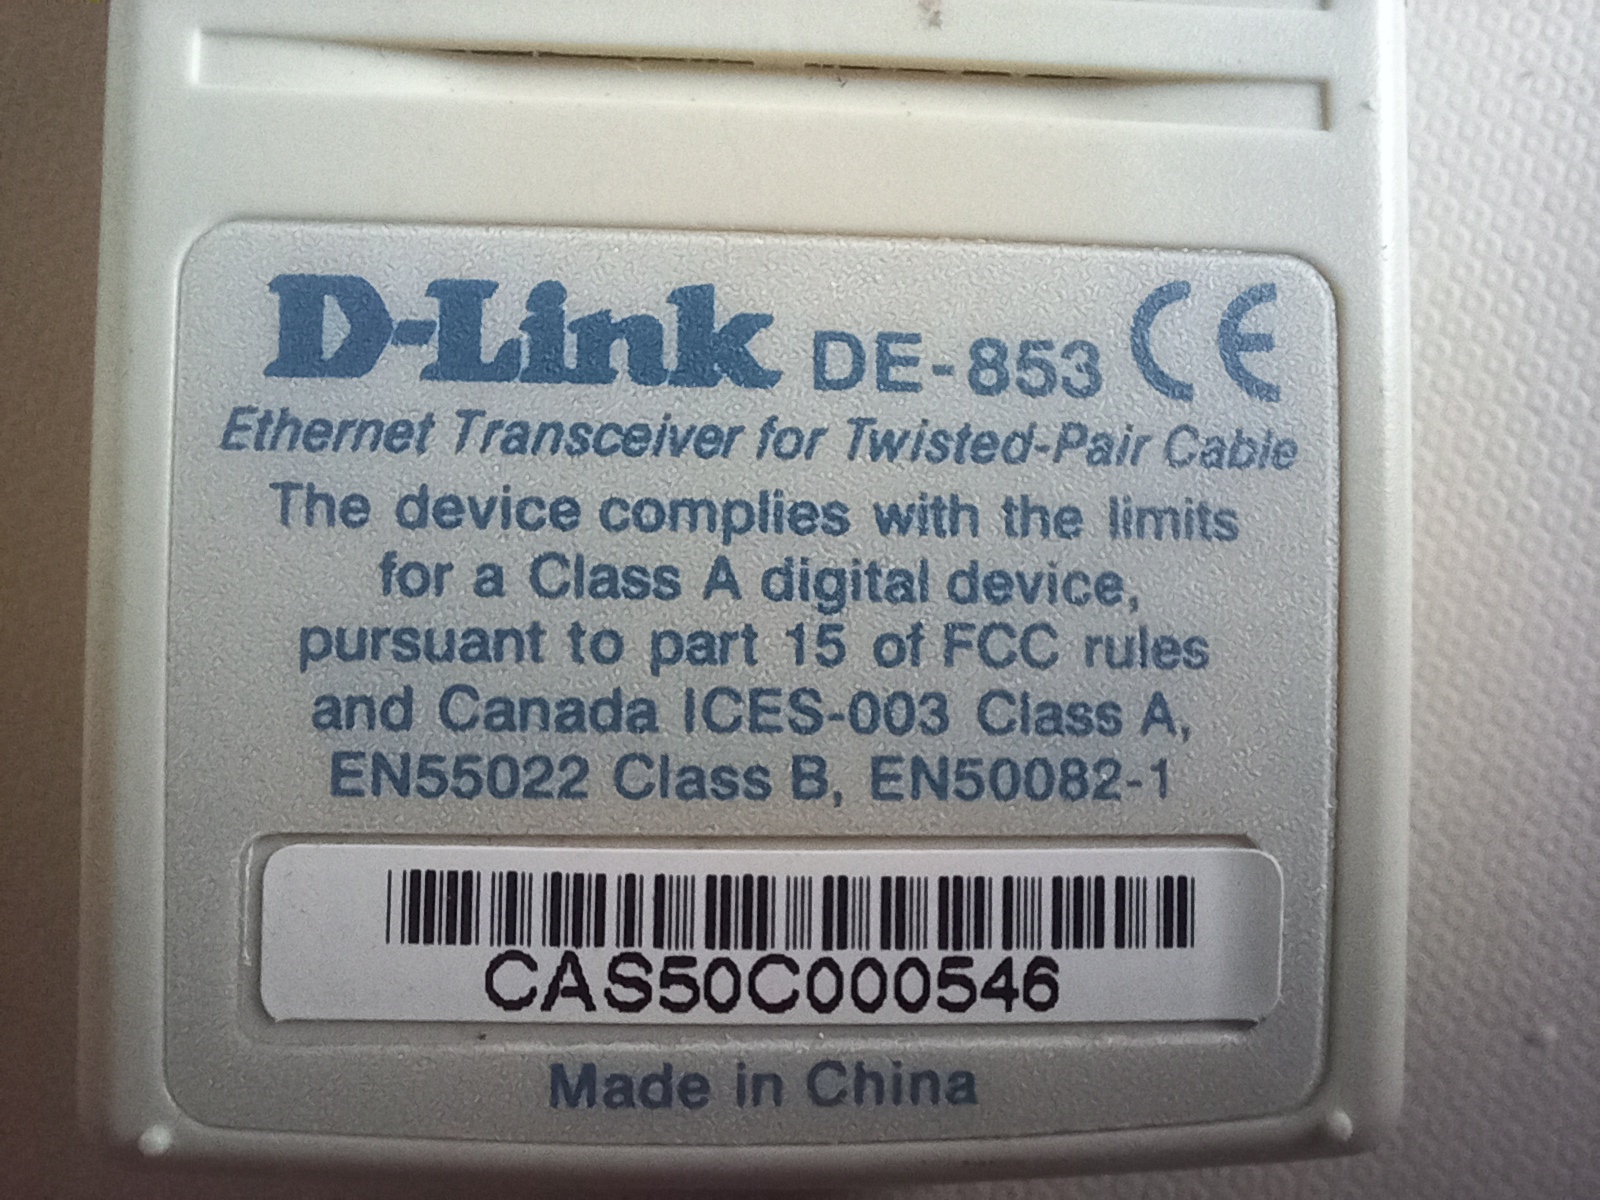 D-Link DE-853 CE
Ethernet Transceiver for Twisted-Pair Cable
The device complies with the limits
for a Class A digital device,
pursuant to part 15 of FCC rules
and Canada ICES-003 Class A,
EN55022 Class B, EN50082-1
CAS50C000546
Made in China